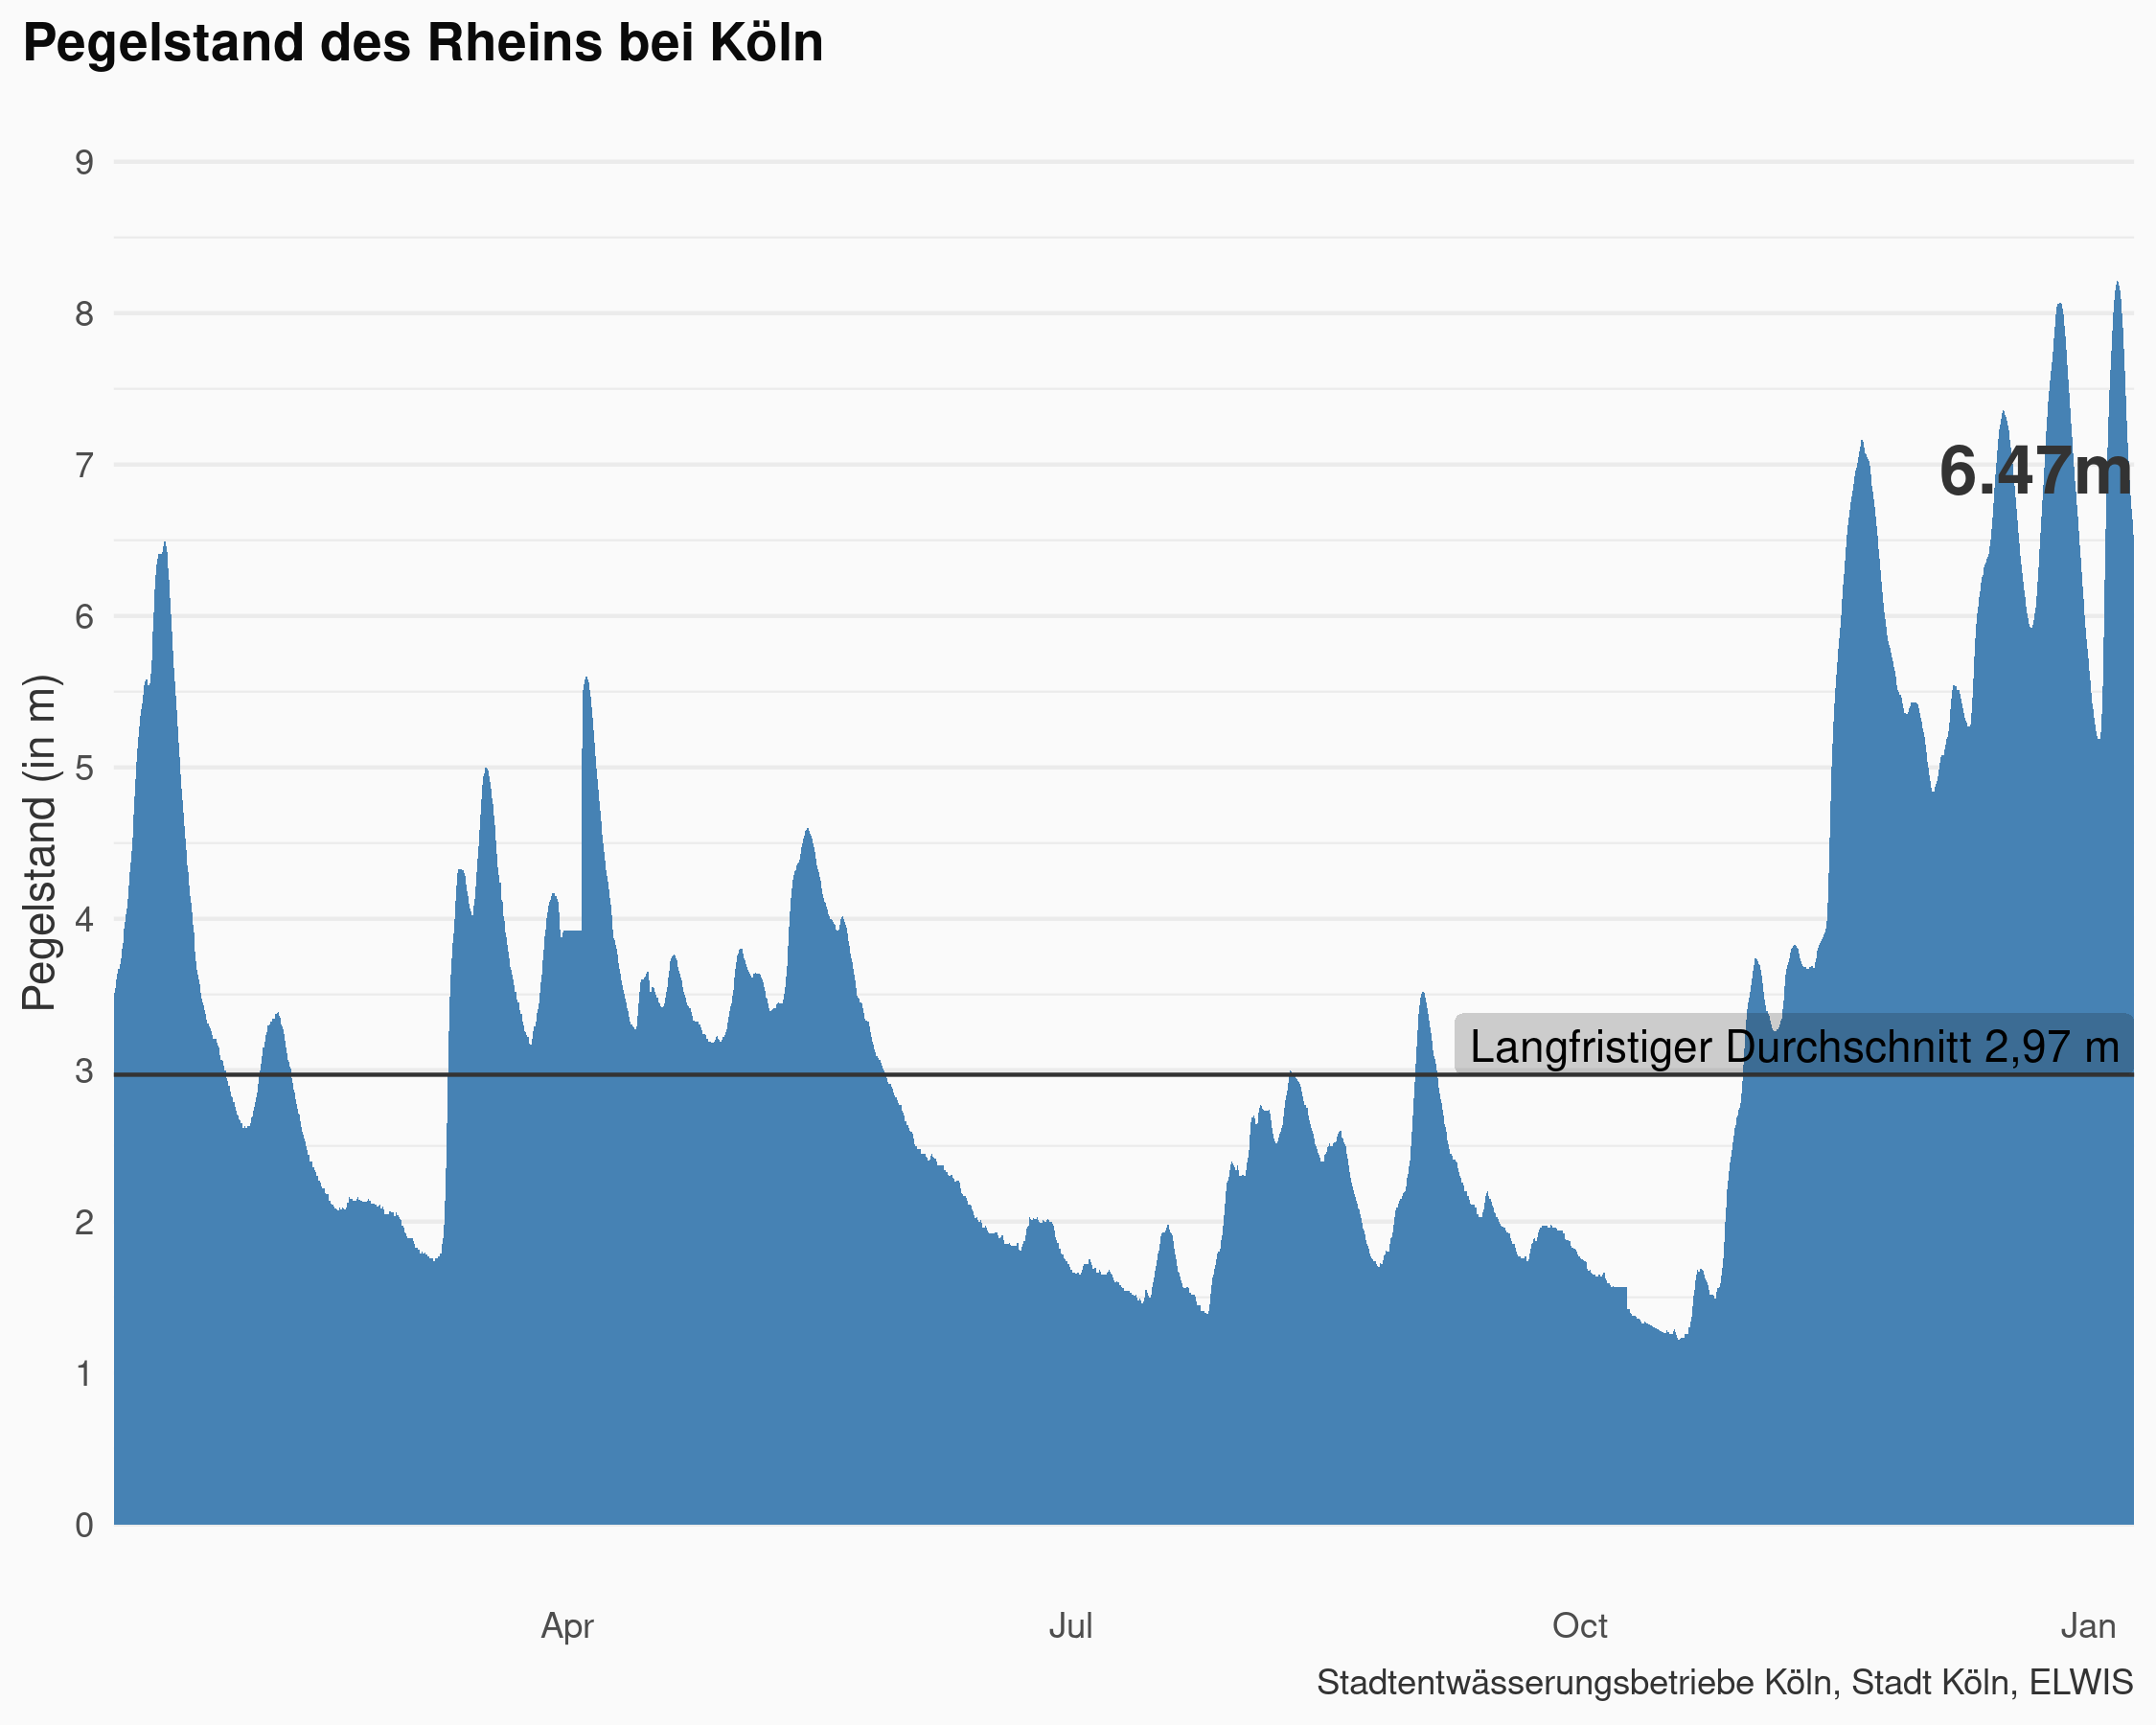 Pegelstand des Rheins bei Köln
Pegelstand (in m)
9
8
7
6
5
4
3
2
1
0
6.47m
Langfristiger Durchschnitt 2,97 m
Apr Jul Oct Jan
Stadtentwässerungsbetriebe Köln, Stadt Köln, ELWIS